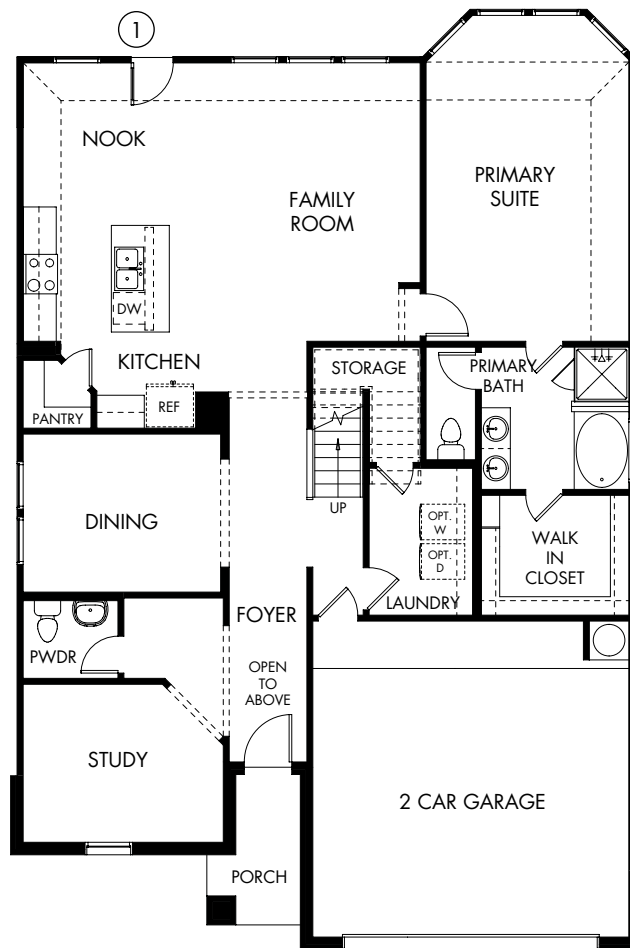 1
NOOK
PRIMARY
SUITE
FAMILY
ROOM
DW
KITCHEN
STORAGE
PRIMARY
BATH
PANTRY
REF
UP
DINING
OPT.
W
OPT.
D
WALK
IN
CLOSET
LAUNDRY
FOYER
PWDR
OPEN
TO
ABOVE
STUDY
2 CAR GARAGE
PORCH